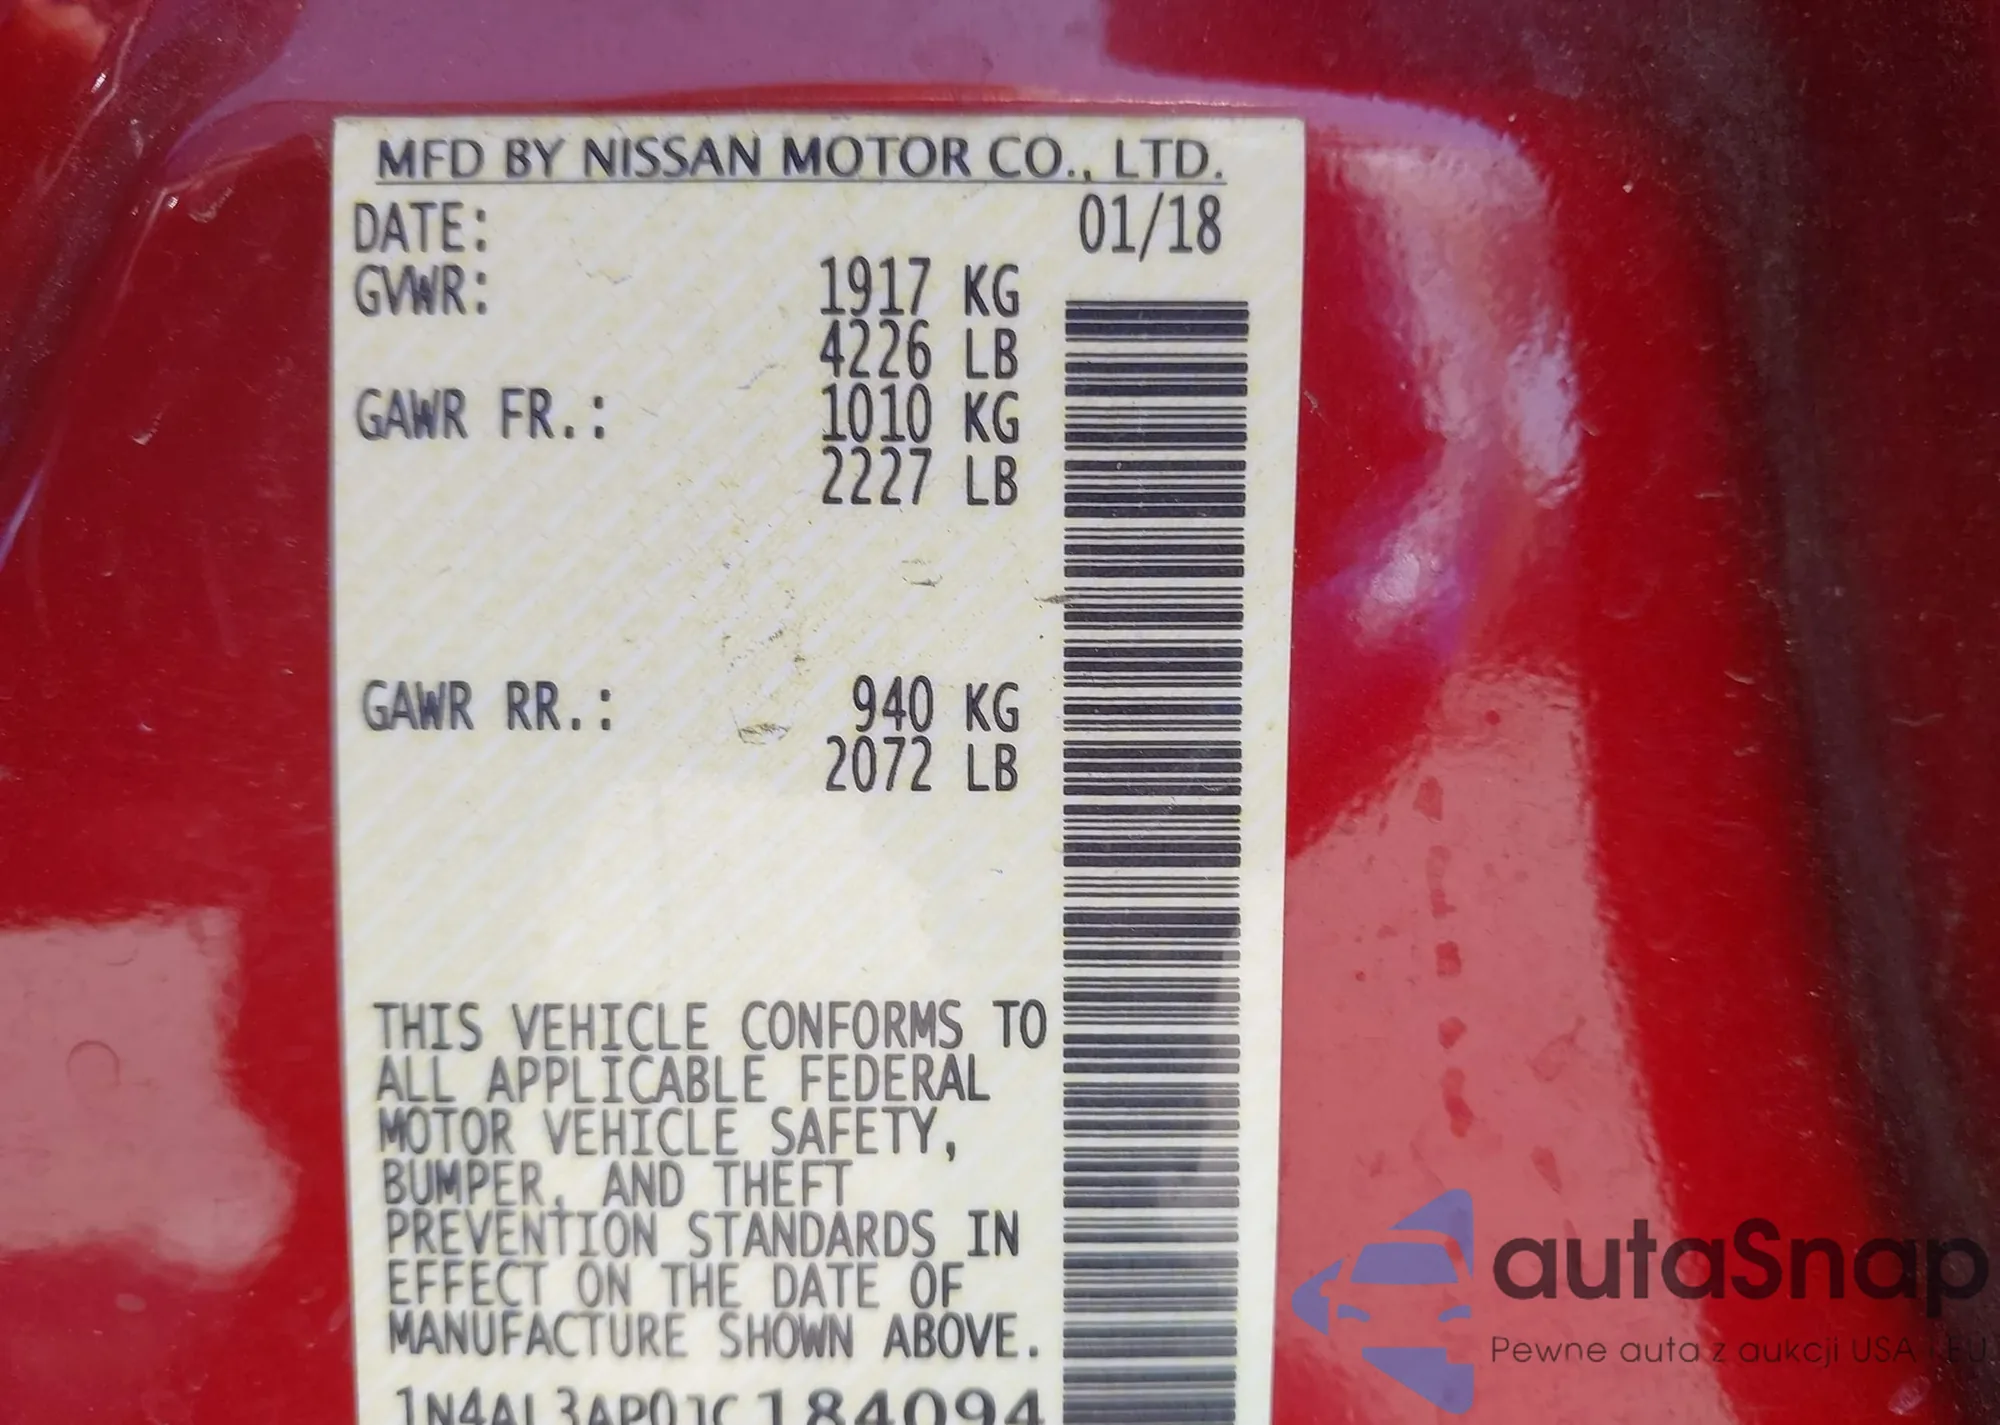 MFD BY NISSAN MOTOR CO., LTD.
DATE: 01/18
GVWR: 1917 KG
4226 LB
GAWR FR.: 1010 KG
2227 LB
GAWR RR.: 940 KG
2072 LB
THIS VEHICLE CONFORMS TO
ALL APPLICABLE FEDERAL
MOTOR VEHICLE SAFETY,
BUMPER, AND THEFT
PREVENTION STANDARDS IN
EFFECT ON THE DATE OF
MANUFACTURE SHOWN ABOVE.
1N4AL3AP0JC184094
autaSnap
Pewne auta z aukcji USA i EU